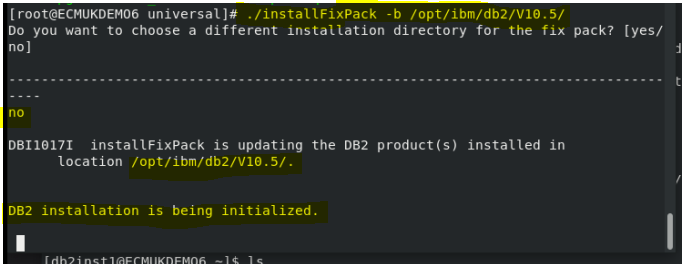 [root@ECMUKDEMO6 universal]# ./installFixPack -b /opt/ibm/db2/V10.5/
Do you want to choose a different installation directory for the fix pack? [yes/
no]
--------------------------------------------------------------------------------
----
no
DBI1017I  installFixPack is updating the DB2 product(s) installed in
      location /opt/ibm/db2/V10.5/.
DB2 installation is being initialized.
[db2inst1@ECMUKDEMO6 ~]$ ls